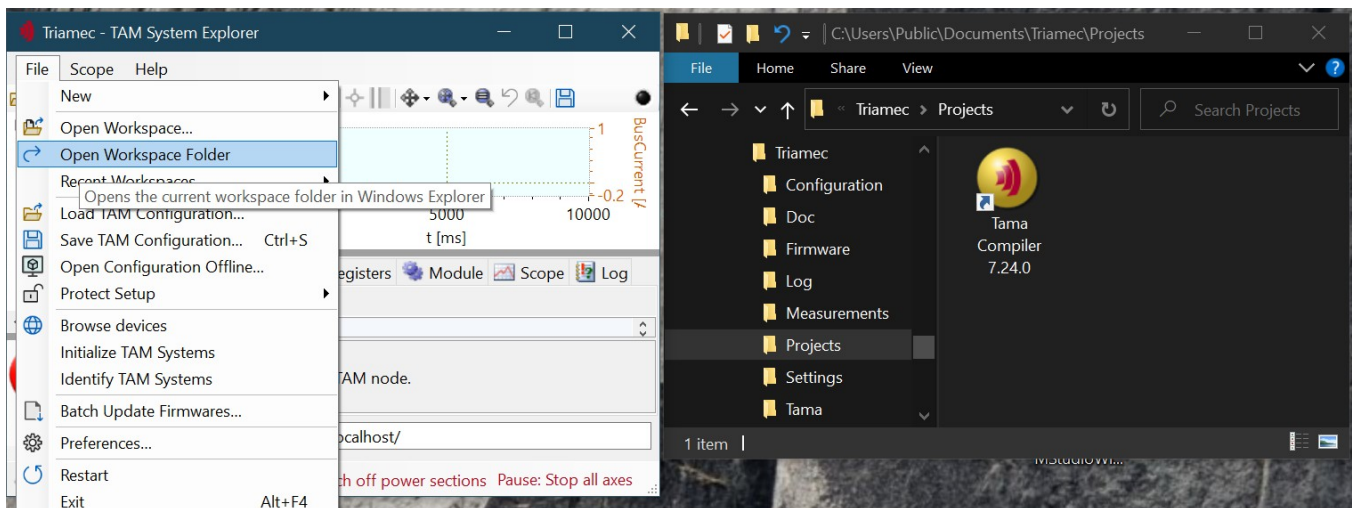 Triamec - TAM System Explorer
File Scope Help
New
Open Workspace...
Open Workspace Folder
Recent Workspaces
Opens the current workspace folder in Windows Explorer
Load TAM Configuration...
Save TAM Configuration... Ctrl+S
Open Configuration Offline...
Protect Setup
Browse devices
Initialize TAM Systems
Identify TAM Systems
Batch Update Firmwares...
Preferences...
Restart
Exit Alt+F4
1
-0.2
BusCurrent [
5000 10000
t [ms]
egisters Module Scope Log
TAM node.
ocalhost/
ch off power sections Pause: Stop all axes
C:\Users\Public\Documents\Triamec\Projects
File Home Share View
« Triamec > Projects
Search Projects
Triamec
Configuration
Doc
Firmware
Log
Measurements
Projects
Settings
Tama
Tama
Compiler
7.24.0
1 item